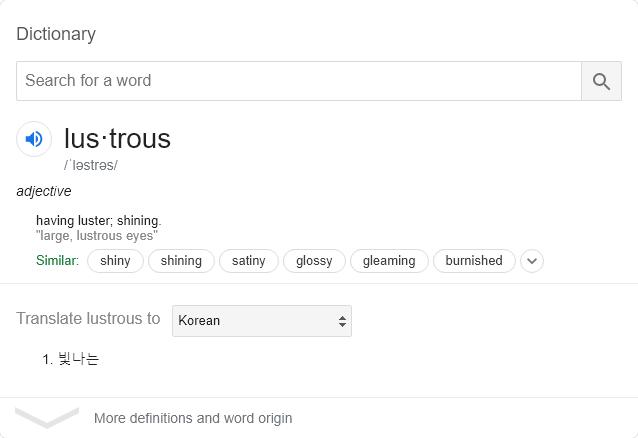 Dictionary
Search for a word
lus·trous
/ˈləstrəs/
adjective
having luster; shining.
"large, lustrous eyes"
Similar: shiny shining satiny glossy gleaming burnished
Translate lustrous to Korean
1. 빛나는
More definitions and word origin